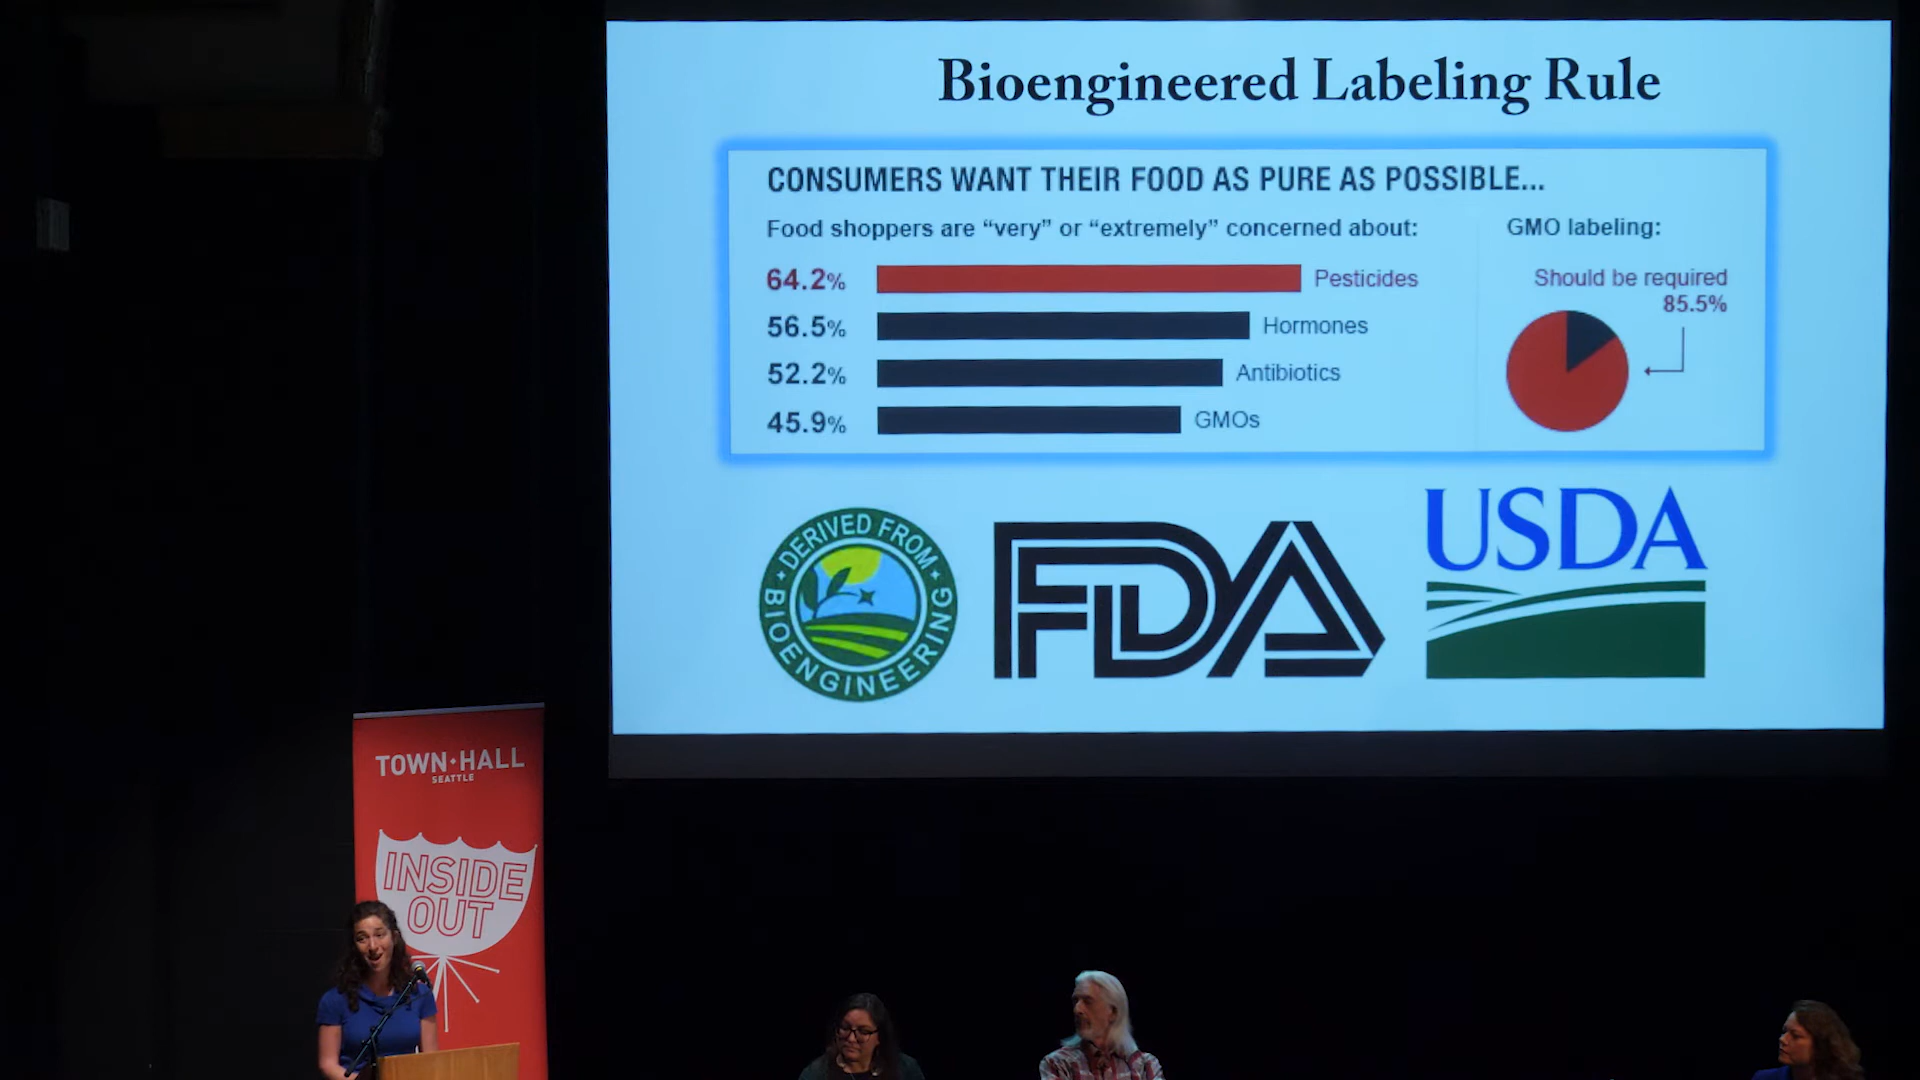 Bioengineered Labeling Rule
CONSUMERS WANT THEIR FOOD AS PURE AS POSSIBLE...
Food shoppers are “very” or “extremely” concerned about:
64.2% Pesticides
56.5% Hormones
52.2% Antibiotics
45.9% GMOs
GMO labeling:
Should be required
85.5%
DERIVED FROM
BIOENGINEERING
FDA
USDA
TOWN HALL
SEATTLE
INSIDE
OUT